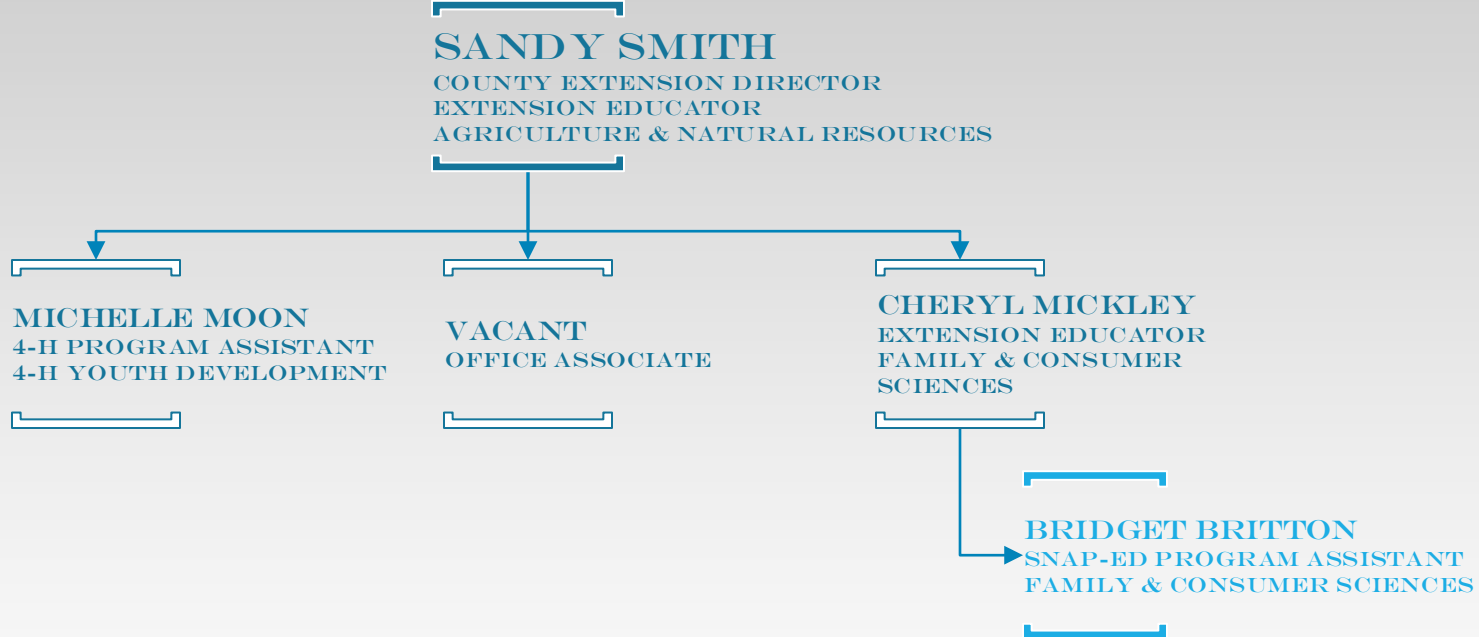 SANDY SMITH
COUNTY EXTENSION DIRECTOR
EXTENSION EDUCATOR
AGRICULTURE & NATURAL RESOURCES
MICHELLE MOON
4-H PROGRAM ASSISTANT
4-H YOUTH DEVELOPMENT
VACANT
OFFICE ASSOCIATE
CHERYL MICKLEY
EXTENSION EDUCATOR
FAMILY & CONSUMER
SCIENCES
BRIDGET BRITTON
SNAP-ED PROGRAM ASSISTANT
FAMILY & CONSUMER SCIENCES